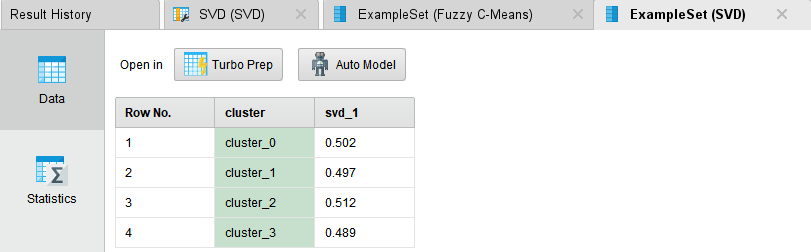 Result History SVD (SVD) ExampleSet (Fuzzy C-Means) ExampleSet (SVD)
Open in Turbo Prep Auto Model
Data
Row No. cluster svd_1
1 cluster_0 0.502
2 cluster_1 0.497
Statistics
3 cluster_2 0.512
4 cluster_3 0.489